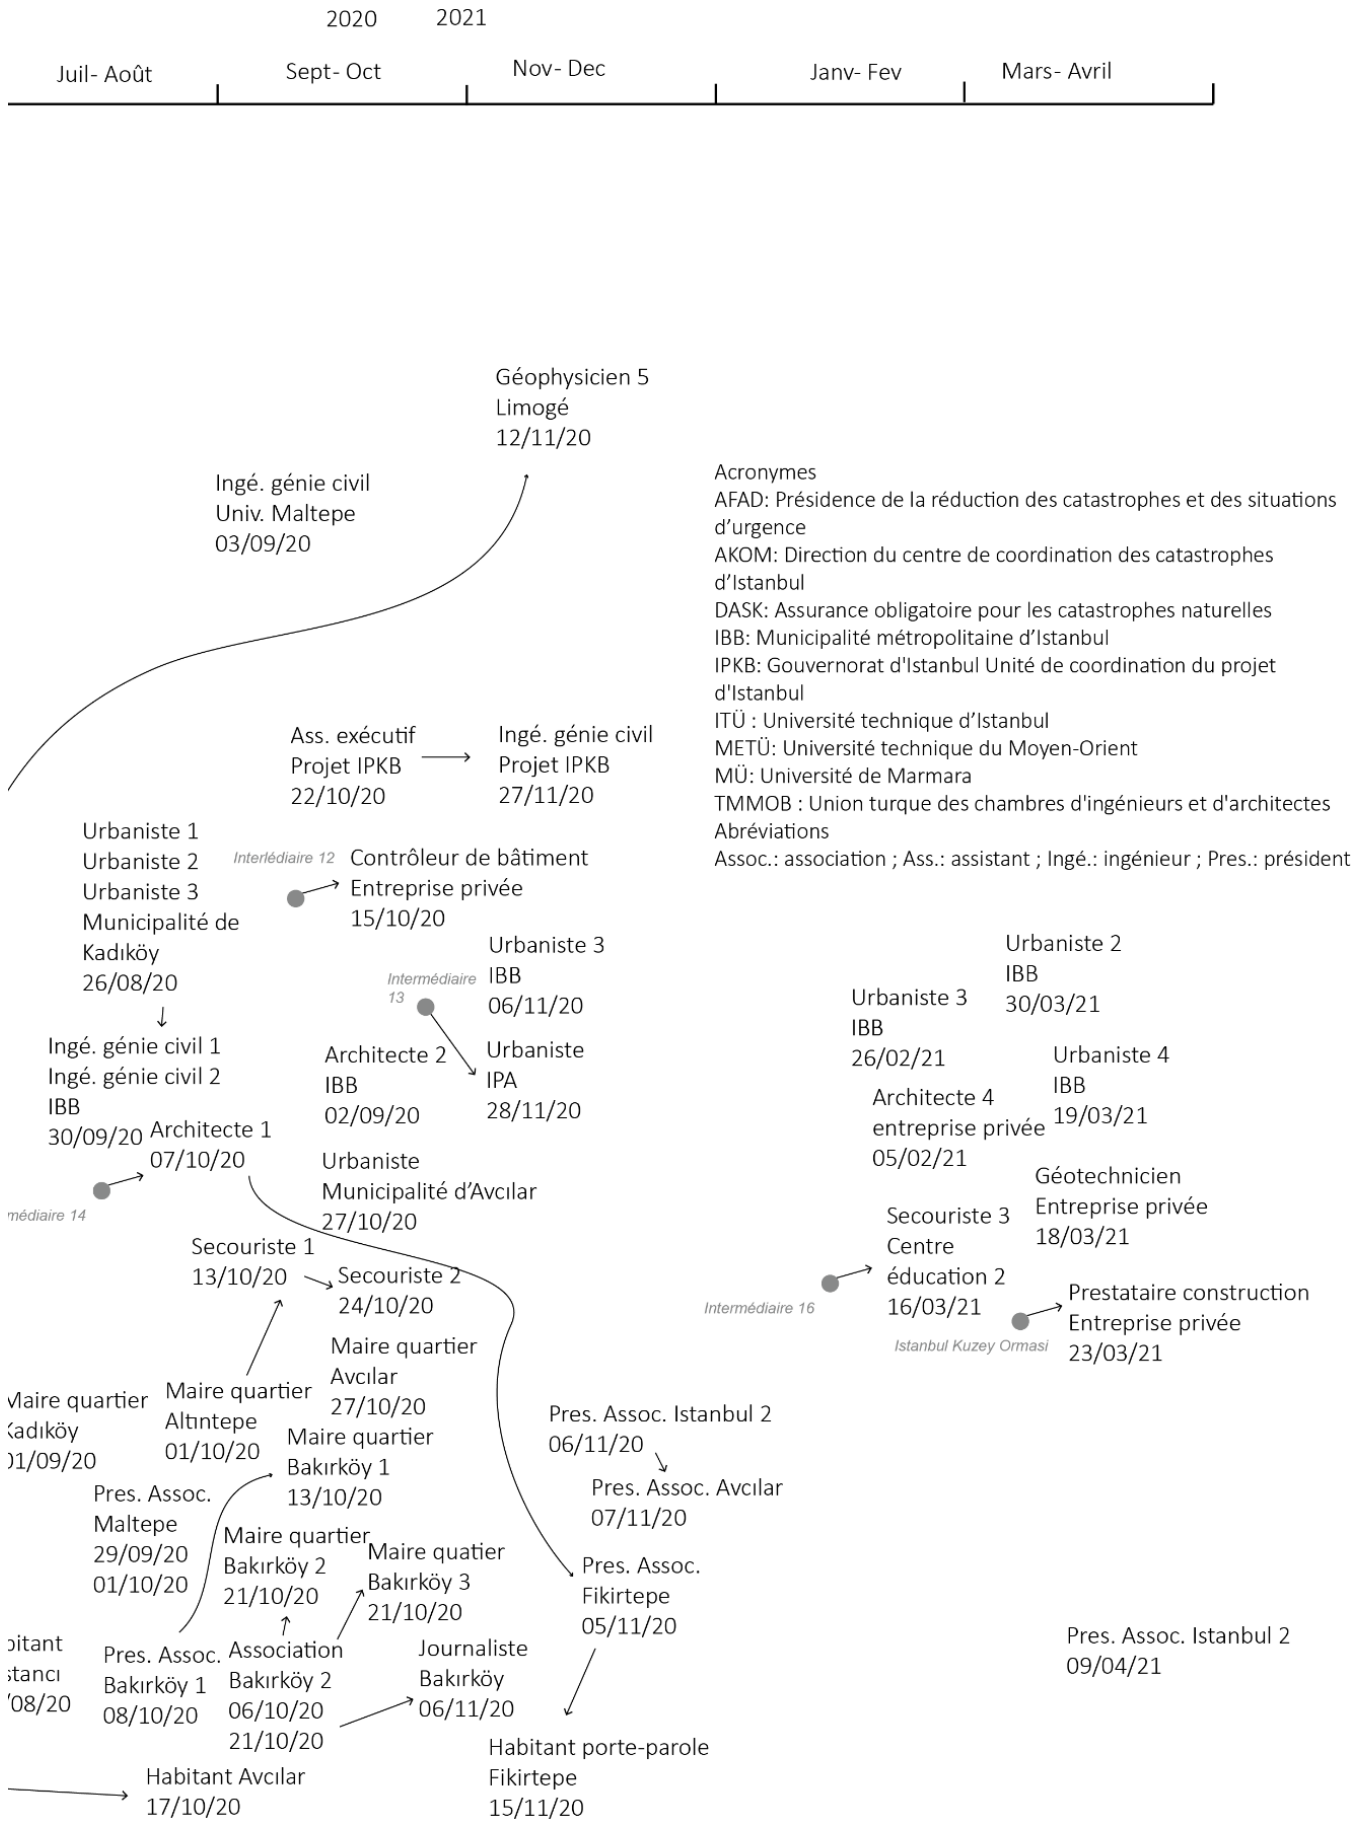 2020
2021
Juil- Août
Sept- Oct
Nov- Dec
Janv- Fev
Mars- Avril
Géophysicien 5
Limogé
12/11/20
Ingé. génie civil
Univ. Maltepe
03/09/20
Acronymes
AFAD: Présidence de la réduction des catastrophes et des situations
d’urgence
AKOM: Direction du centre de coordination des catastrophes
d’Istanbul
DASK: Assurance obligatoire pour les catastrophes naturelles
IBB: Municipalité métropolitaine d’Istanbul
IPKB: Gouvernorat d'Istanbul Unité de coordination du projet
d'Istanbul
ITÜ : Université technique d’Istanbul
METÜ: Université technique du Moyen-Orient
MÜ: Université de Marmara
TMMOB : Union turque des chambres d'ingénieurs et d'architectes
Abréviations
Assoc.: association ; Ass.: assistant ; Ingé.: ingénieur ; Pres.: président
Ass. exécutif
Projet IPKB
22/10/20
Ingé. génie civil
Projet IPKB
27/11/20
Urbaniste 1
Urbaniste 2
Urbaniste 3
Municipalité de
Kadıköy
26/08/20
Interlédiaire 12
Contrôleur de bâtiment
Entreprise privée
15/10/20
Urbaniste 3
IBB
06/11/20
Intermédiaire
13
Urbaniste 2
IBB
30/03/21
Urbaniste 3
IBB
26/02/21
Ingé. génie civil 1
Ingé. génie civil 2
IBB
30/09/20
Architecte 2
IBB
02/09/20
Urbaniste
IPA
28/11/20
Urbaniste 4
IBB
19/03/21
Architecte 4
entreprise privée
05/02/21
Architecte 1
07/10/20
médiaire 14
Urbaniste
Municipalité d’Avcılar
27/10/20
Géotechnicien
Entreprise privée
18/03/21
Secouriste 3
Centre
éducation 2
16/03/21
Intermédiaire 16
Secouriste 1
13/10/20
Secouriste 2
24/10/20
Prestataire construction
Entreprise privée
23/03/21
Istanbul Kuzey Ormasi
Maire quartier
Avcılar
27/10/20
Maire quartier
Kadıköy
01/09/20
Maire quartier
Altıntepe
01/10/20
Pres. Assoc. Istanbul 2
06/11/20
Maire quartier
Bakırköy 1
13/10/20
Pres. Assoc. Avcılar
07/11/20
Pres. Assoc.
Maltepe
29/09/20
01/10/20
Maire quartier
Bakırköy 2
21/10/20
Maire quatier
Bakırköy 3
21/10/20
Pres. Assoc.
Fikirtepe
05/11/20
bitant
stancı
/08/20
Pres. Assoc.
Bakırköy 1
08/10/20
Association
Bakırköy 2
06/10/20
21/10/20
Journaliste
Bakırköy
06/11/20
Pres. Assoc. Istanbul 2
09/04/21
Habitant porte-parole
Fikirtepe
15/11/20
Habitant Avcılar
17/10/20